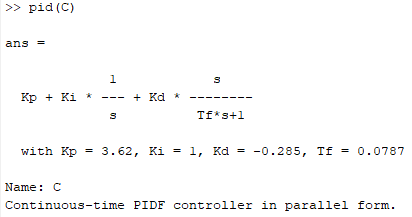 >> pid(C)
ans =
1 s
Kp + Ki * --- + Kd * --------
s Tf*s+1
with Kp = 3.62, Ki = 1, Kd = -0.285, Tf = 0.0787
Name: C
Continuous-time PIDF controller in parallel form.